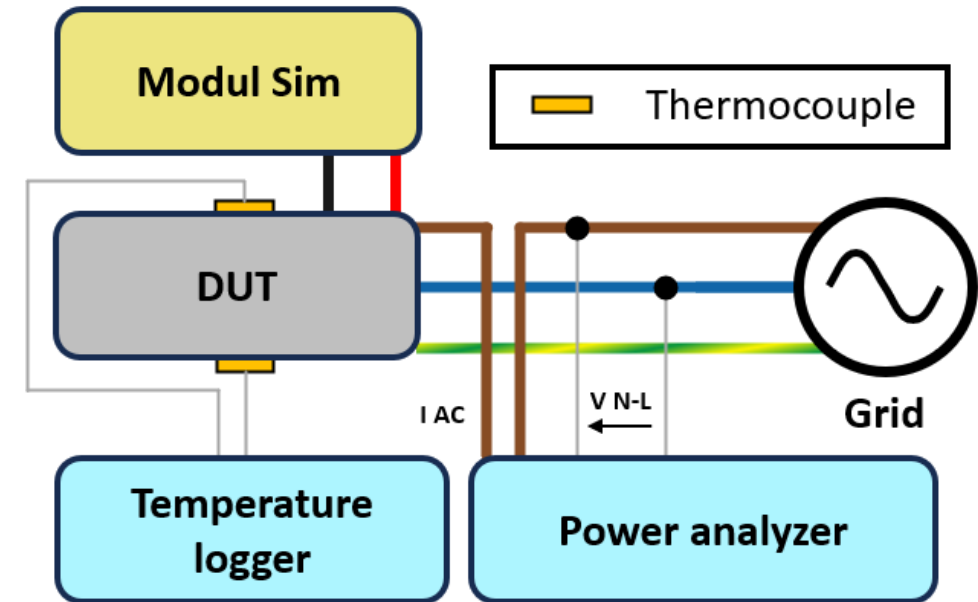 Modul Sim
Thermocouple
DUT
I AC
V N-L
Grid
Temperature
logger
Power analyzer